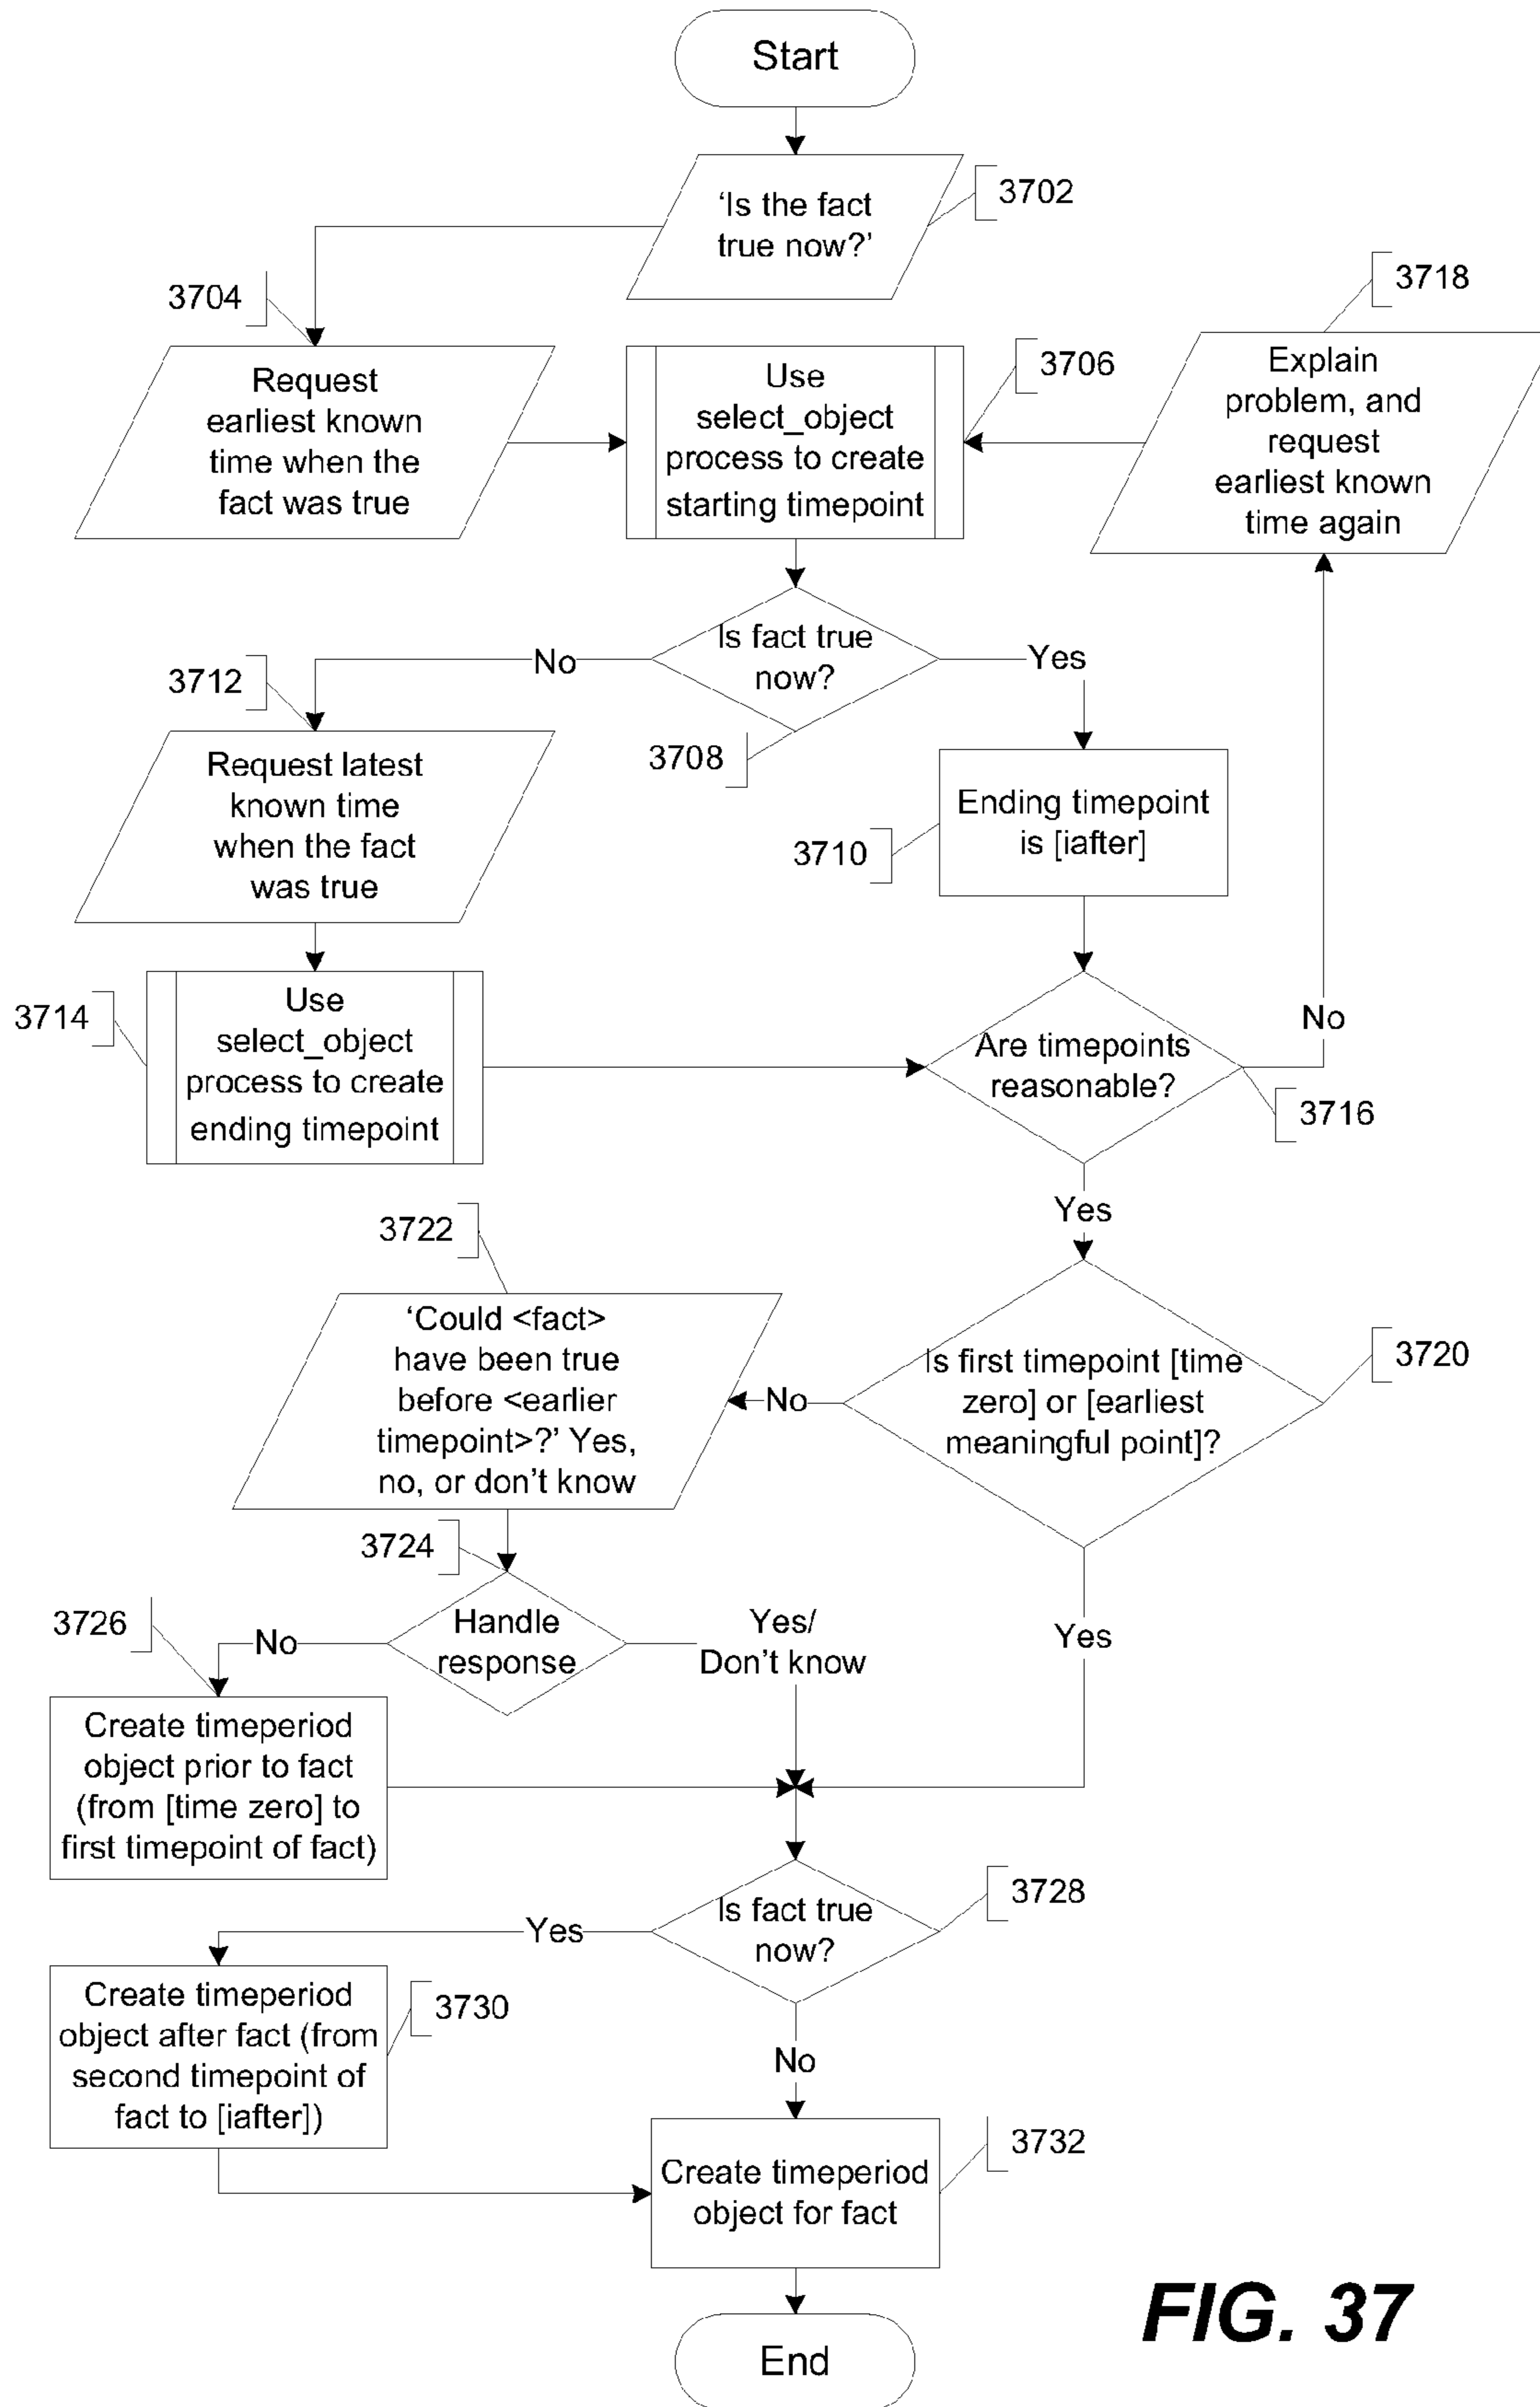 Start
‘Is the fact
true now?’
3702
3704
Request
earliest known
time when the
fact was true
Use
select_object
process to create
starting timepoint
3706
3718
Explain
problem, and
request
earliest known
time again
Is fact true
now?
No
Yes
3708
3712
Request latest
known time
when the fact
was true
3710
Ending timepoint
is [iafter]
3714
Use
select_object
process to create
ending timepoint
Are timepoints
reasonable?
No
3716
Yes
3722
‘Could <fact>
have been true
before <earlier
timepoint>?’ Yes,
no, or don’t know
No
Is first timepoint [time
zero] or [earliest
meaningful point]?
3720
3724
Handle
response
No
Yes/
Don’t know
Yes
3726
Create timeperiod
object prior to fact
(from [time zero] to
first timepoint of fact)
Is fact true
now?
3728
Yes
Create timeperiod
object after fact (from
second timepoint of
fact to [iafter])
3730
No
Create timeperiod
object for fact
3732
End
FIG. 37